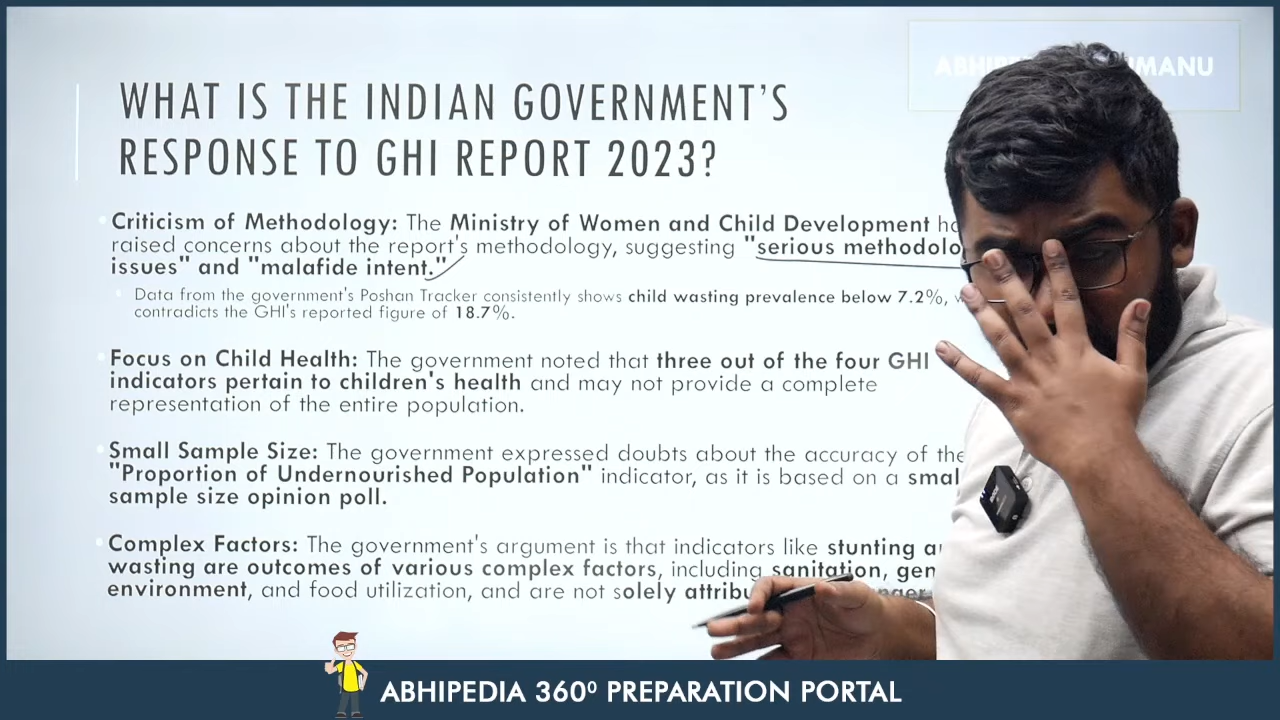 WHAT IS THE INDIAN GOVERNMENT'S
RESPONSE TO GHI REPORT 2023?
Criticism of Methodology: The Ministry of Women and Child Development
raised concerns about the report's methodology, suggesting "serious
issues" and "malafide intent."
Data from the government's Poshan Tracker consistently shows child wasting prevalence below 7.2%,
contradicts the GHI's reported figure of 18.7%.
Focus on Child Health: The government noted that three out of the four GHI
indicators pertain to children's health and may not provide a complete
representation of the entire population.
Small Sample Size: The government expressed doubts about the accuracy of the
"Proportion of Undernourished Population" indicator, as it is based on a
sample size opinion poll.
Complex Factors: The government's argument is that indicators like stunting
wasting are outcomes of various complex factors, including sanitation,
environment, and food utilization, and are not solely
ABHIPEDIA 360⁰ PREPARATION PORTAL